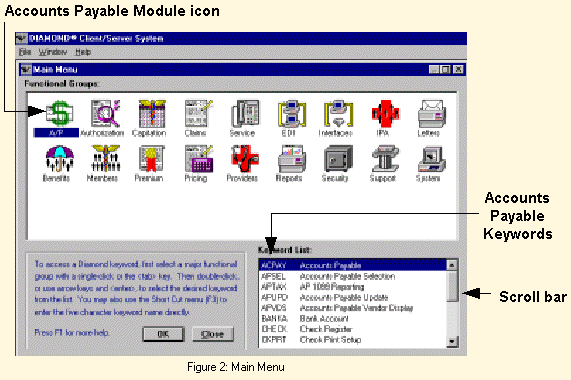 Accounts Payable Module icon
DIAMOND® Client/Server System
File Window Help
Main Menu
Functional Groups:
A/P Authorization Capitation Claims Service EDI Interfaces IPA Letters
Benefits Members Premium Pricing Providers Reports Security Support System
Accounts
Payable
Keywords
Keyword List:
To access a Diamond keyword, first select a major functional
group with a single-click or the <tab> key. Then double-click,
or use arrow keys and <enter>, to select the desired keyword
from the list. You may also use the Short Cut menu (F3) to
enter the five character keyword name directly.
Press F1 for more help.
OK Close
ACPAY Accounts Payable
APSEL Accounts Payable Selection
APTAX AP 1099 Reporting
APUPD Accounts Payable Update
APVDS Accounts Payable Vendor Display
BANKA Bank Account
CHECK Check Register
CKPRT Check Print Setup
Scroll bar
Figure 2: Main Menu